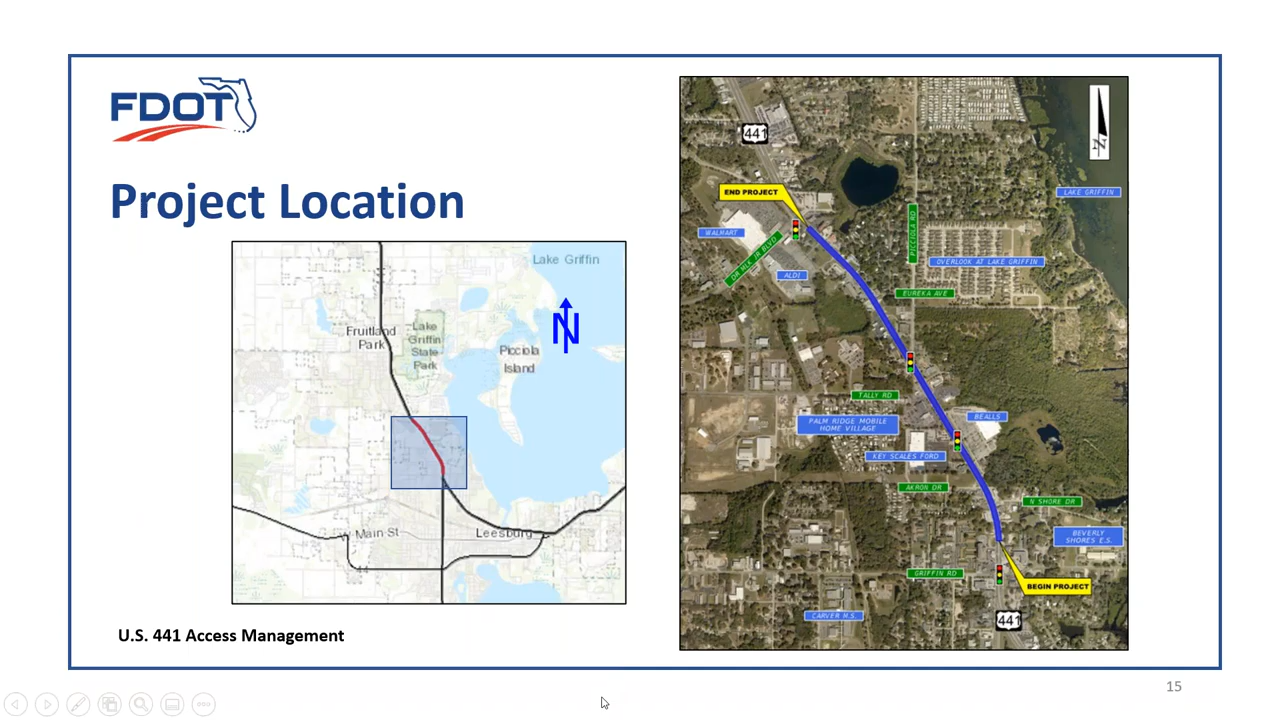 FDOT
Project Location
Lake Griffin
Fruitland
Park
Lake
Griffin
State
Park
Picciola
Island
N
Main St
Leesburg
44
U.S. 441 Access Management
441
N
END PROJECT
LAKE GRIFFIN
WALMART
PICCIOLA RD
DR MLK JR BLVD
OVERLOOK AT LAKE GRIFFIN
ALDI
EUREKA AVE
TALLY RD
PALM RIDGE MOBILE
HOME VILLAGE
BEALLS
KEY SCALES FORD
AKRON DR
N SHORE DR
BEVERLY
SHORES E.S.
GRIFFIN RD
BEGIN PROJECT
CARVER M.S.
441
15